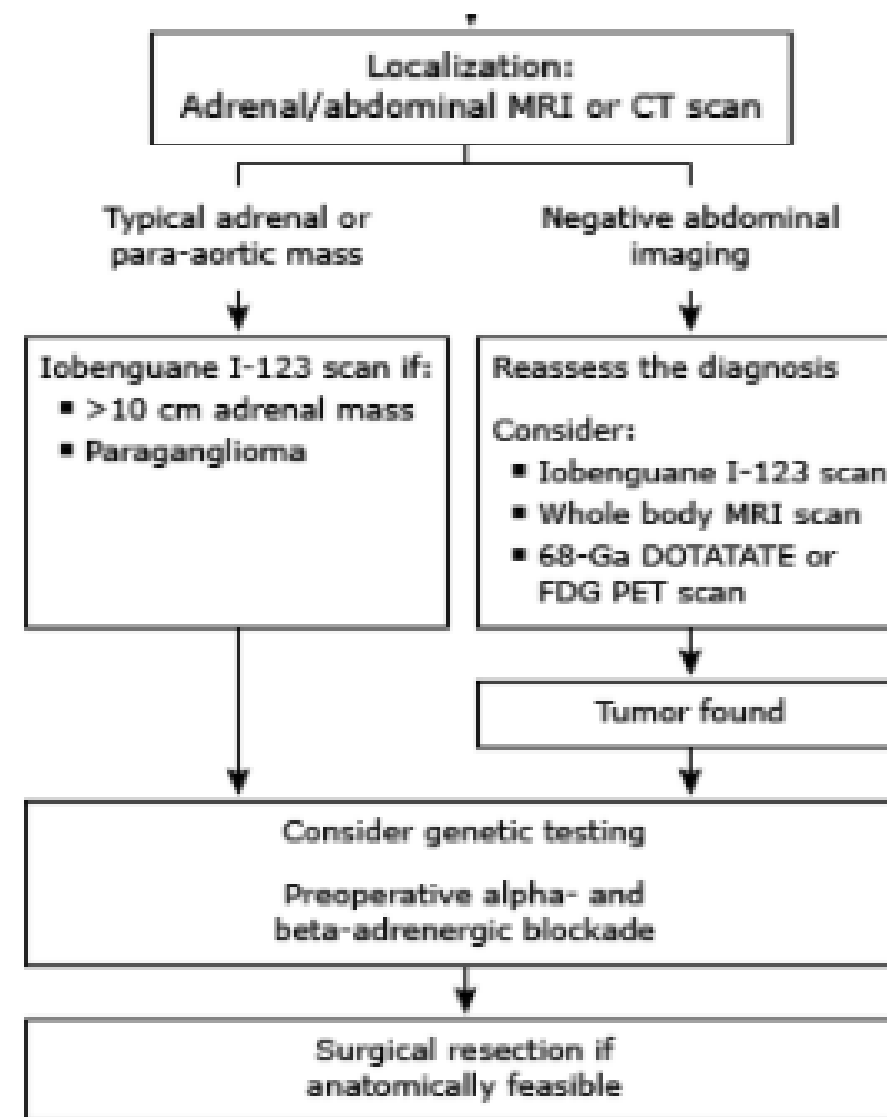 Localization:
Adrenal/abdominal MRI or CT scan
Typical adrenal or
para-aortic mass
Negative abdominal
imaging
Iobenguane I-123 scan if:
▪ >10 cm adrenal mass
▪ Paraganglioma
Reassess the diagnosis
Consider:
▪ Iobenguane I-123 scan
▪ Whole body MRI scan
▪ 68-Ga DOTATATE or
FDG PET scan
Tumor found
Consider genetic testing
Preoperative alpha- and
beta-adrenergic blockade
Surgical resection if
anatomically feasible